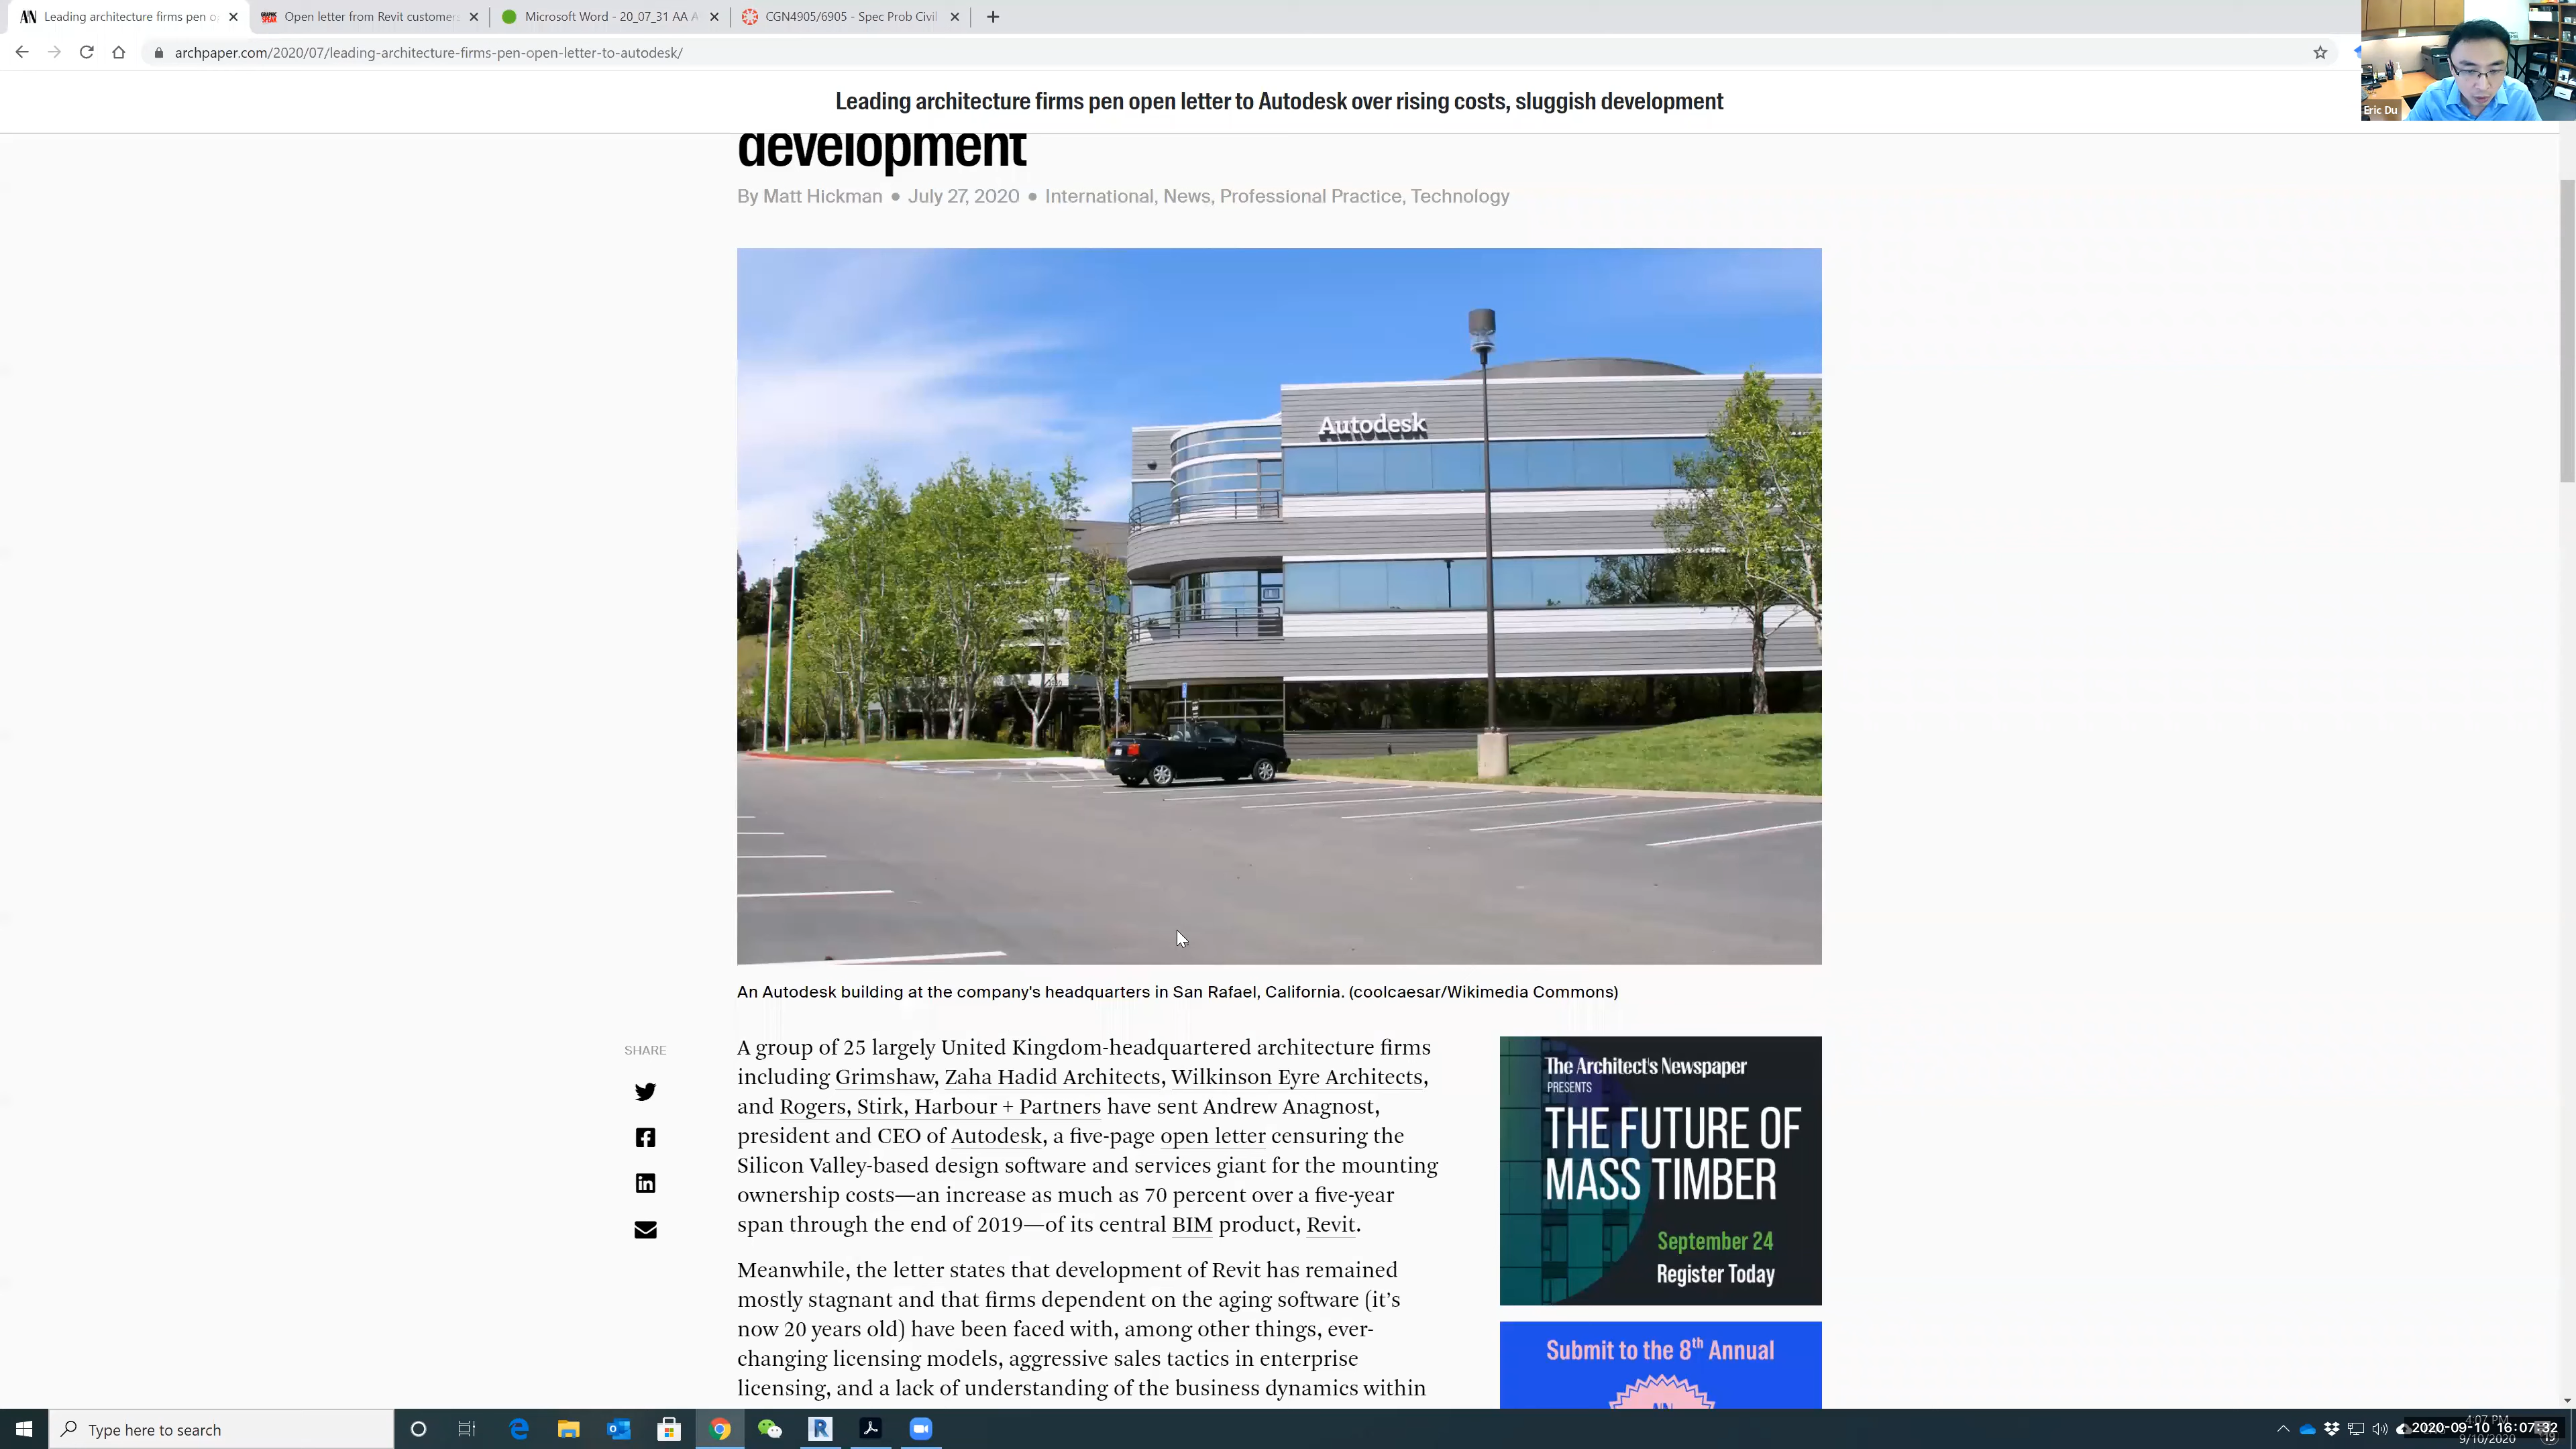 Leading architecture firms pen o
Open letter from Revit customer
Microsoft Word - 20_07_31 AA A
CGN4905/6905 - Spec Prob Civil
archpaper.com/2020/07/leading-architecture-firms-pen-open-letter-to-autodesk/
Eric Du
Leading architecture firms pen open letter to Autodesk over rising costs, sluggish development
development
By Matt Hickman ● July 27, 2020 ● International, News, Professional Practice, Technology
Autodesk
An Autodesk building at the company's headquarters in San Rafael, California. (coolcaesar/Wikimedia Commons)
SHARE
A group of 25 largely United Kingdom-headquartered architecture firms
including Grimshaw, Zaha Hadid Architects, Wilkinson Eyre Architects,
and Rogers, Stirk, Harbour + Partners have sent Andrew Anagnost,
president and CEO of Autodesk, a five-page open letter censuring the
Silicon Valley-based design software and services giant for the mounting
ownership costs—an increase as much as 70 percent over a five-year
span through the end of 2019—of its central BIM product, Revit.
Meanwhile, the letter states that development of Revit has remained
mostly stagnant and that firms dependent on the aging software (it's
now 20 years old) have been faced with, among other things, ever-
changing licensing models, aggressive sales tactics in enterprise
licensing, and a lack of understanding of the business dynamics within
The Architect's Newspaper
PRESENTS
THE FUTURE OF
MASS TIMBER
September 24
Register Today
Submit to the 8th Annual
Type here to search
4:07 PM
2020-09-10 16:07:32
9/10/2020